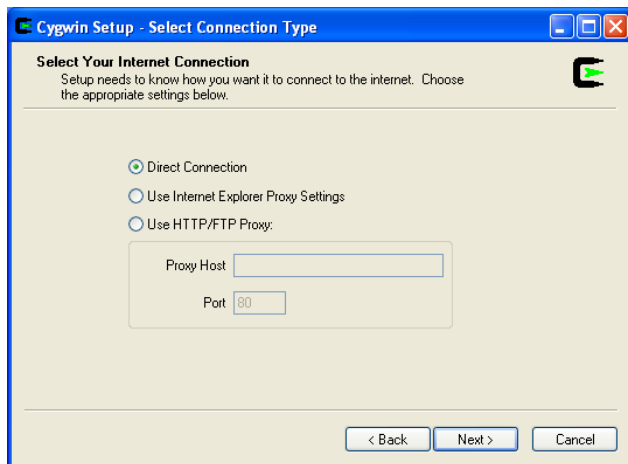 Cygwin Setup - Select Connection Type
Select Your Internet Connection
Setup needs to know how you want it to connect to the internet. Choose
the appropriate settings below.
Direct Connection
Use Internet Explorer Proxy Settings
Use HTTP/FTP Proxy:
Proxy Host
Port 80
< Back Next > Cancel